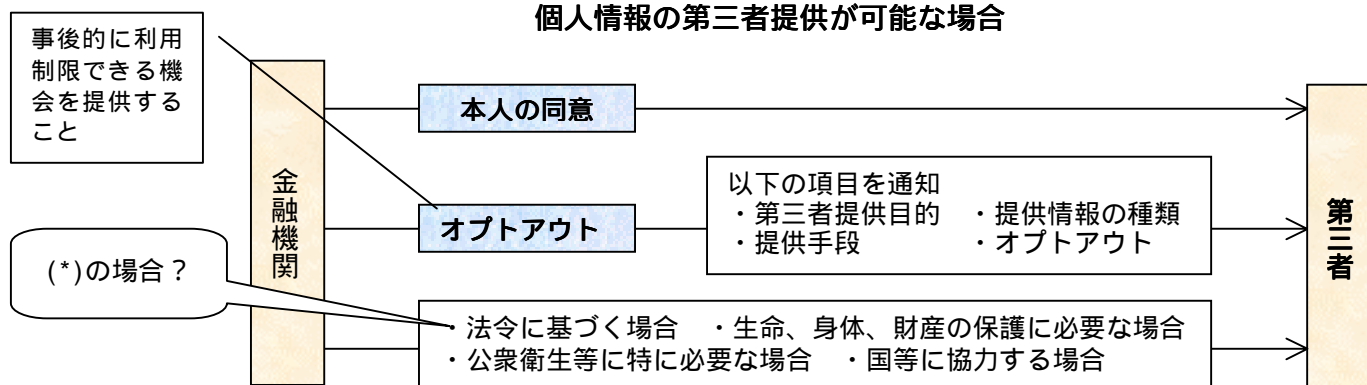 個人情報の第三者提供が可能な場合
事後的に利用
制限できる機
会を提供する
こと
金融機関
本人の同意
オプトアウト
以下の項目を通知
・第三者提供目的　・提供情報の種類
・提供手段　・オプトアウト
(*)の場合？
・法令に基づく場合　・生命、身体、財産の保護に必要な場合
・公衆衛生等に特に必要な場合　・国等に協力する場合
第三者